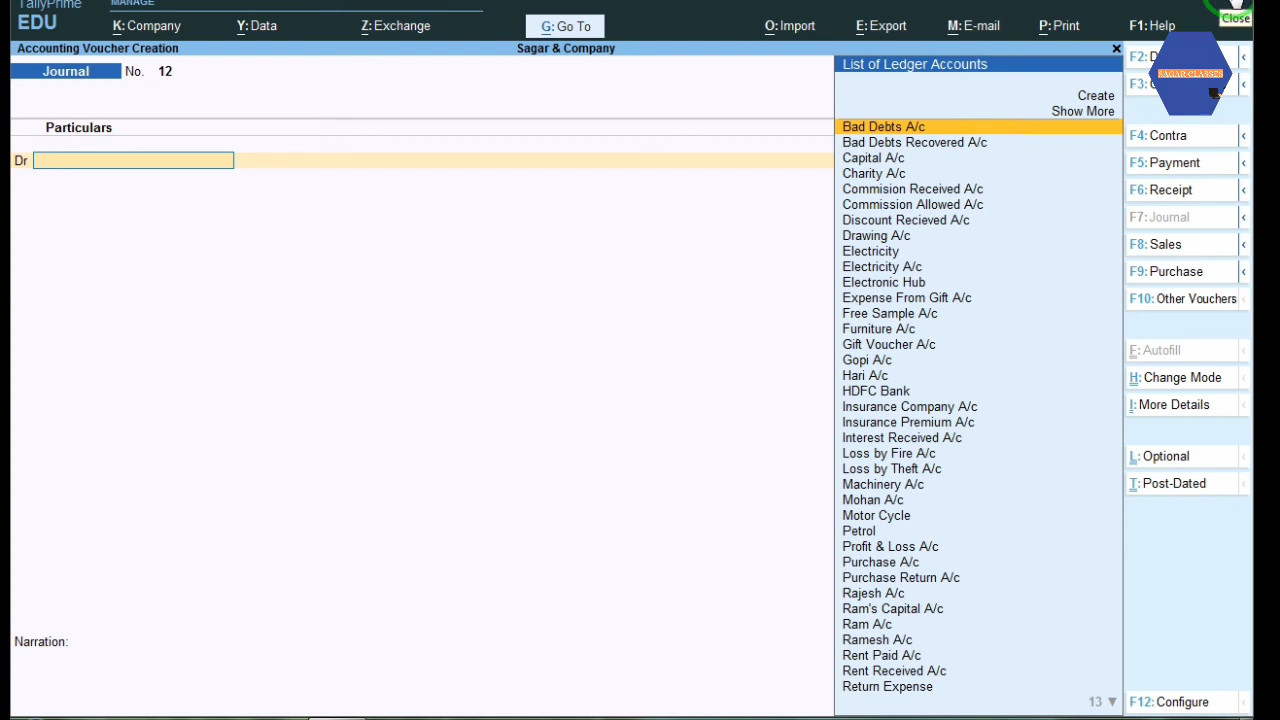 TallyPrime
MANAGE
EDU
K: Company
Y: Data
Z: Exchange
G: Go To
O: Import
E: Export
M: E-mail
P: Print
F1: Help
Close
Accounting Voucher Creation
Sagar & Company
Journal No. 12
Particulars
Dr
Narration:
List of Ledger Accounts
Create
Show More
Bad Debts A/c
Bad Debts Recovered A/c
Capital A/c
Charity A/c
Commision Received A/c
Commission Allowed A/c
Discount Recieved A/c
Drawing A/c
Electricity
Electricity A/c
Electronic Hub
Expense From Gift A/c
Free Sample A/c
Furniture A/c
Gift Voucher A/c
Gopi A/c
Hari A/c
HDFC Bank
Insurance Company A/c
Insurance Premium A/c
Interest Received A/c
Loss by Fire A/c
Loss by Theft A/c
Machinery A/c
Mohan A/c
Motor Cycle
Petrol
Profit & Loss A/c
Purchase A/c
Purchase Return A/c
Rajesh A/c
Ram's Capital A/c
Ram A/c
Ramesh A/c
Rent Paid A/c
Rent Received A/c
Return Expense
13 ▼
F2:
SAGAR CLASSES
F3:
F4: Contra
F5: Payment
F6: Receipt
F7: Journal
F8: Sales
F9: Purchase
F10: Other Vouchers
F: Autofill
H: Change Mode
I: More Details
L: Optional
T: Post-Dated
F12: Configure